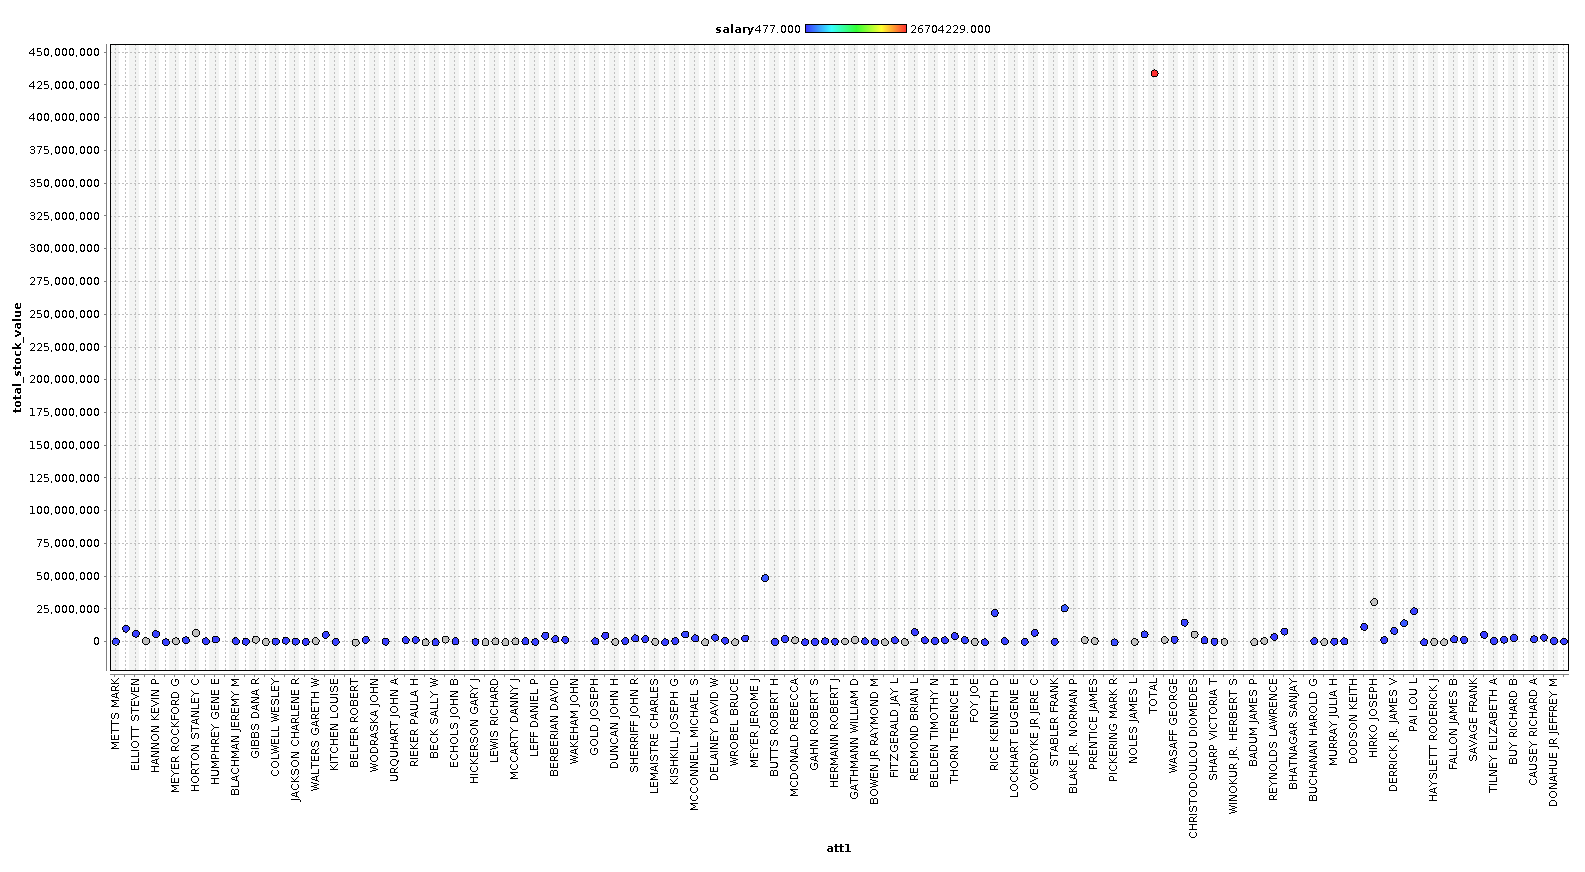 salary477.000 26704229.000
450,000,000
425,000,000
400,000,000
375,000,000
350,000,000
325,000,000
300,000,000
275,000,000
250,000,000
225,000,000
200,000,000
175,000,000
150,000,000
125,000,000
100,000,000
75,000,000
50,000,000
25,000,000
0
total_stock_value
METTS MARK
ELLIOTT STEVEN
HANNON KEVIN P
MEYER ROCKFORD G
HORTON STANLEY C
HUMPHREY GENE E
BLACHMAN JEREMY M
GIBBS DANA R
COLWELL WESLEY
JACKSON CHARLENE R
WALTERS GARETH W
KITCHEN LOUISE
BELFER ROBERT
WODRASKA JOHN
URQUHART JOHN A
RIEKER PAULA H
BECK SALLY W
ECHOLS JOHN B
HICKERSON GARY J
LEWIS RICHARD
MCCARTY DANNY J
LEFF DANIEL P
BERBERIAN DAVID
WAKEHAM JOHN
GOLD JOSEPH
DUNCAN JOHN H
SHERRIFF JOHN R
LEMAISTRE CHARLES
KISHKILL JOSEPH G
MCCONNELL MICHAEL S
DELAINEY DAVID W
WROBEL BRUCE
MEYER JEROME J
BUTTS ROBERT H
MCDONALD REBECCA
GAHN ROBERT S
HERMANN ROBERT J
GATHMANN WILLIAM D
BOWEN JR RAYMOND M
FITZGERALD JAY L
REDMOND BRIAN L
BELDEN TIMOTHY N
THORN TERENCE H
FOY JOE
RICE KENNETH D
LOCKHART EUGENE E
OVERDYKE JR JERE C
STABLER FRANK
BLAKE JR. NORMAN P
PRENTICE JAMES
PICKERING MARK R
NOLES JAMES L
TOTAL
WASAFF GEORGE
CHRISTODOULOU DIOMEDES
SHARP VICTORIA T
WINOKUR JR. HERBERT S
BADUM JAMES P
REYNOLDS LAWRENCE
BHATNAGAR SANJAY
BUCHANAN HAROLD G
MURRAY JULIA H
DODSON KEITH
HIRKO JOSEPH
DERRICK JR. JAMES V
PAI LOU L
HAYSLETT RODERICK J
FALLON JAMES B
SAVAGE FRANK
TILNEY ELIZABETH A
BUY RICHARD B
CAUSEY RICHARD A
DONAHUE JR JEFFREY M
att1